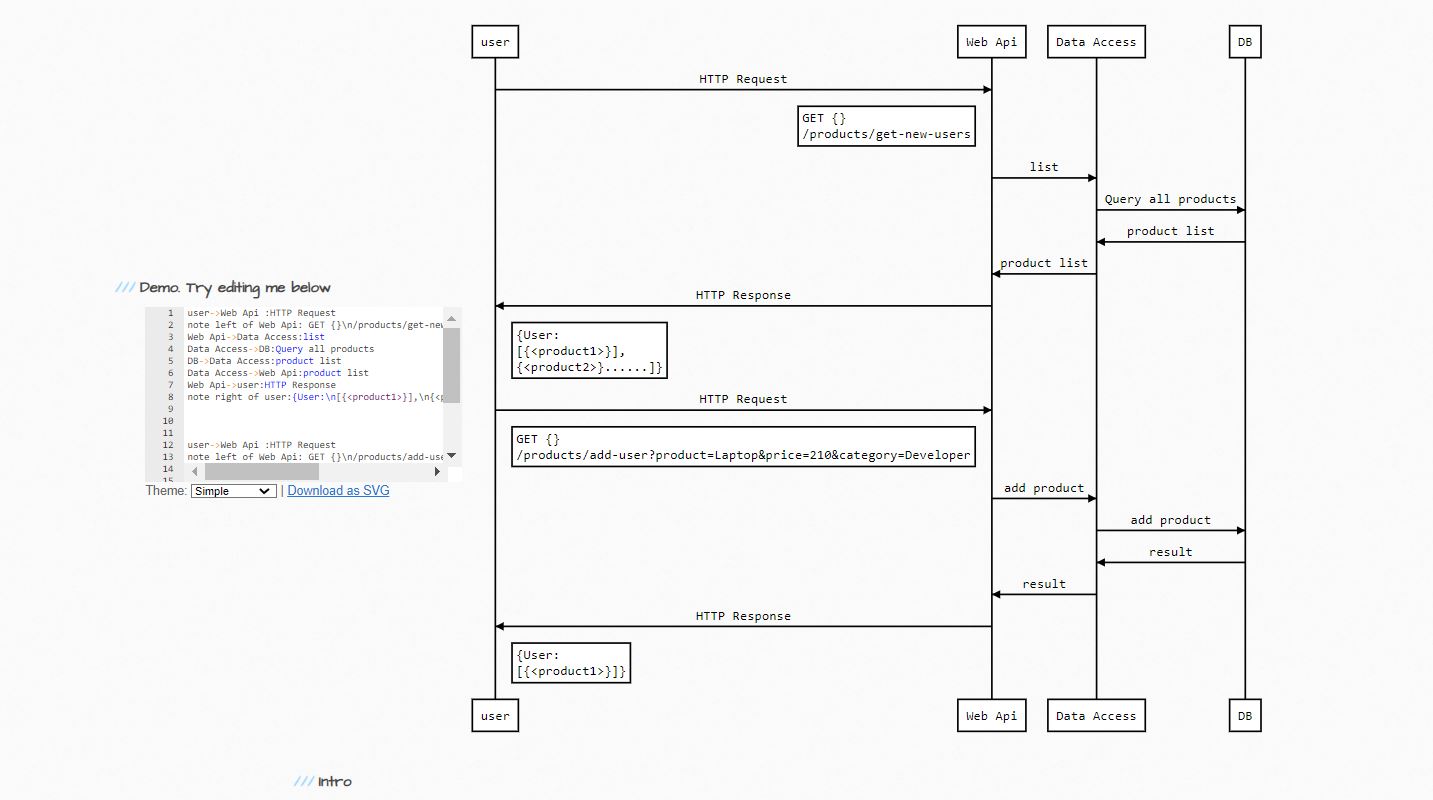 user
Web Api
Data Access
DB
HTTP Request
GET {}
/products/get-new-users
list
Query all products
product list
product list
HTTP Response
{User:
[{<product1>}],
{<product2>}......]}
HTTP Request
GET {}
/products/add-user?product=Laptop&price=210&category=Developer
add product
add product
result
result
HTTP Response
{User:
[{<product1>}]}
user
Web Api
Data Access
DB
/// Demo. Try editing me below
1 user->Web Api :HTTP Request
2 note left of Web Api: GET {}\n/products/get-new
3 Web Api->Data Access:list
4 Data Access->DB:Query all products
5 DB->Data Access:product list
6 Data Access->Web Api:product list
7 Web Api->user:HTTP Response
8 note right of user:{User:\n[{<product1>}],\n{<p
9
10
11
12 user->Web Api :HTTP Request
13 note left of Web Api: GET {}\n/products/add-use
14
15
Theme: Simple | Download as SVG
/// Intro